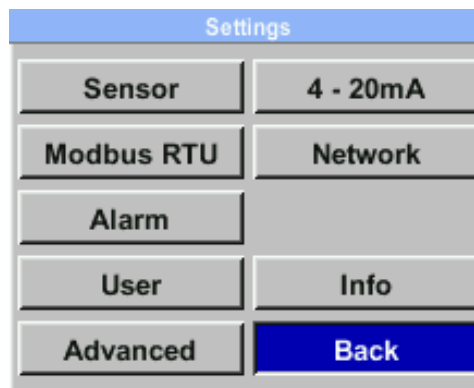 Settings
Sensor
4 - 20mA
Modbus RTU
Network
Alarm
User
Info
Advanced
Back